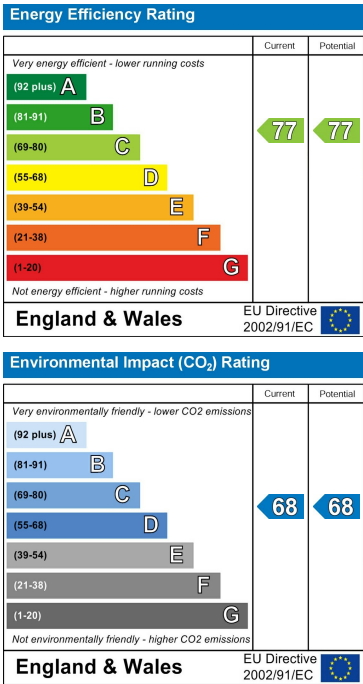 Energy Efficiency Rating
Current Potential
Very energy efficient - lower running costs
(92 plus) A
(81-91) B
77 77
(69-80) C
(55-68) D
(39-54) E
(21-38) F
(1-20) G
Not energy efficient - higher running costs
England & Wales
EU Directive
2002/91/EC
Environmental Impact (CO₂) Rating
Current Potential
Very environmentally friendly - lower CO2 emissions
(92 plus) A
(81-91) B
(69-80) C
68 68
(55-68) D
(39-54) E
(21-38) F
(1-20) G
Not environmentally friendly - higher CO2 emissions
England & Wales
EU Directive
2002/91/EC